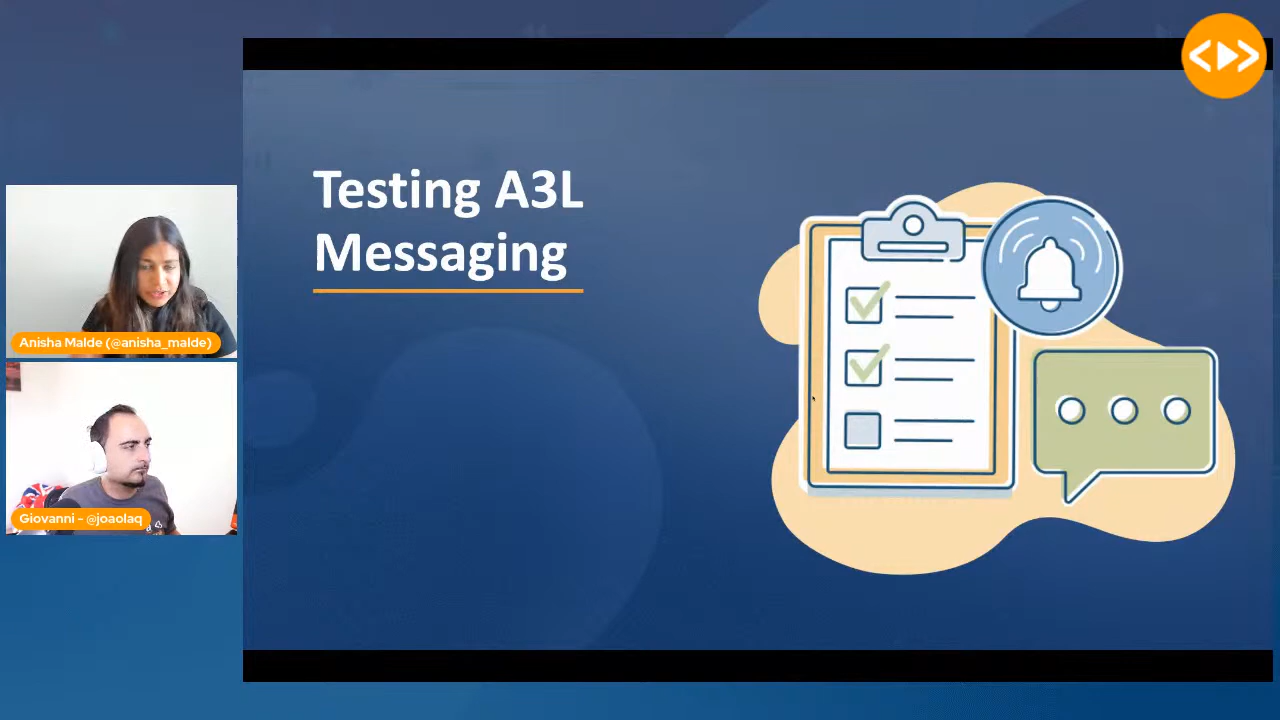 Testing A3L
Messaging
Anisha Malde (@anisha_malde)
Giovanni - @joaolaq